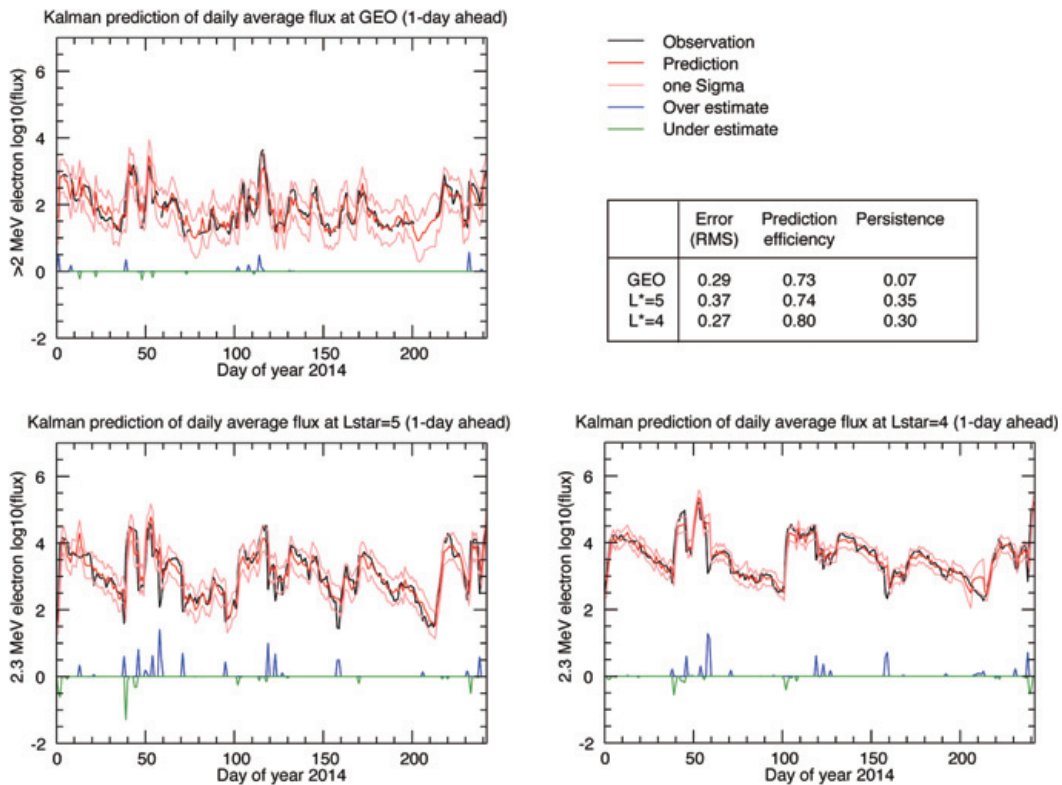 Kalman prediction of daily average flux at GEO (1-day ahead)
>2 MeV electron log10(flux)
6
4
2
0
-2
0 50 100 150 200
Day of year 2014
Observation
Prediction
one Sigma
Over estimate
Under estimate
Error Prediction Persistence
(RMS) efficiency
GEO 0.29 0.73 0.07
L*=5 0.37 0.74 0.35
L*=4 0.27 0.80 0.30
Kalman prediction of daily average flux at Lstar=5 (1-day ahead)
2.3 MeV electron log10(flux)
6
4
2
0
-2
0 50 100 150 200
Day of year 2014
Kalman prediction of daily average flux at Lstar=4 (1-day ahead)
2.3 MeV electron log10(flux)
6
4
2
0
-2
0 50 100 150 200
Day of year 2014